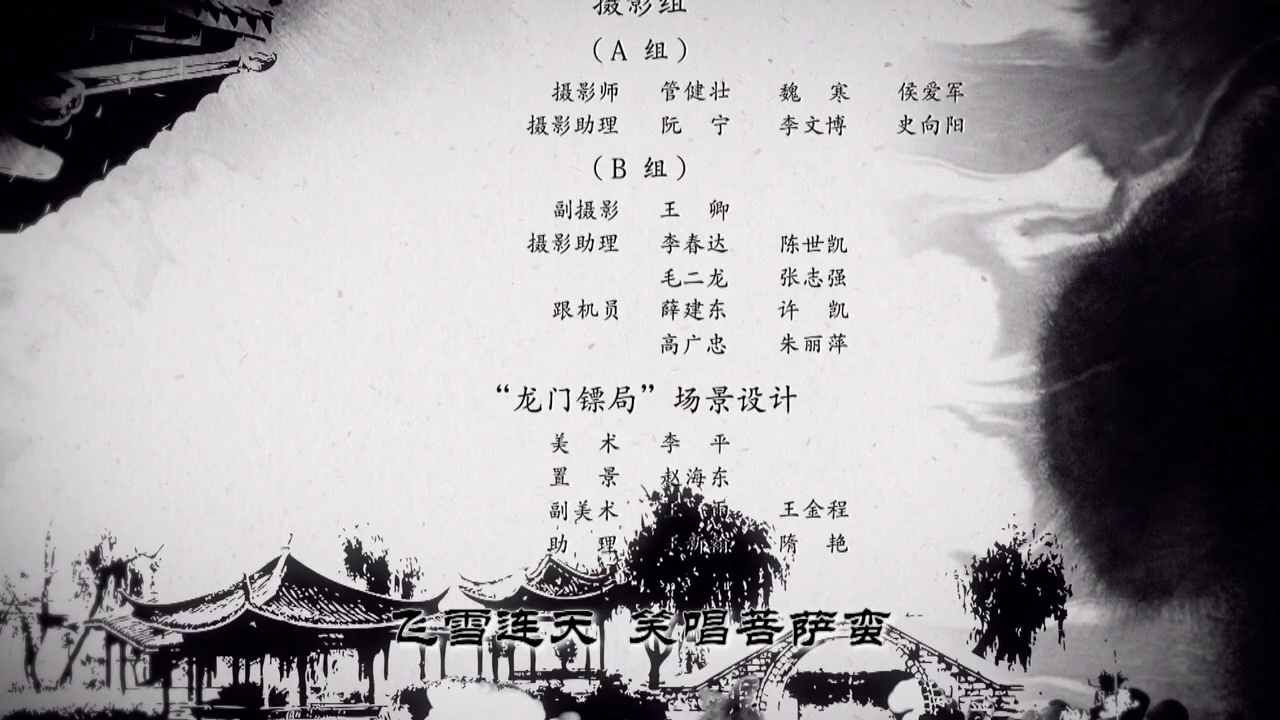 摄影组
（A 组）
摄影师 管健壮 魏 寒 侯爱军
摄影助理 阮 宁 李文博 史向阳
（B 组）
副摄影 王 卿
摄影助理 李春达 陈世凯
毛二龙 张志强
跟机员 薛建东 许 凯
高广忠 朱丽萍
“龙门镖局”场景设计
美 术 李 平
置 景 赵海东
副美术 王金程
助 理 隋 艳
飞雪连天 笑唱菩萨蛮